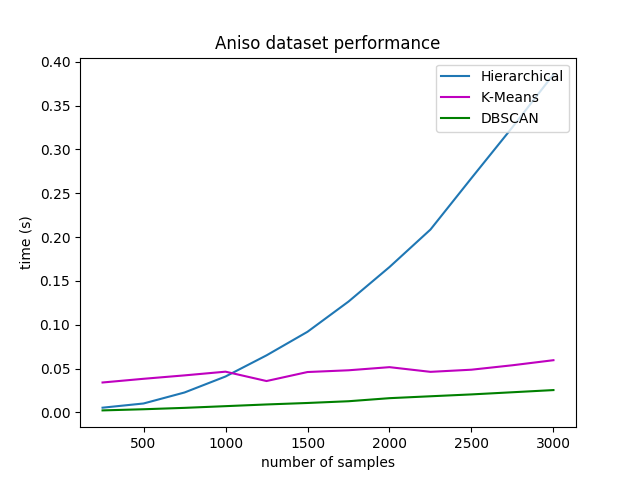 Aniso dataset performance
Hierarchical
K-Means
DBSCAN
time (s)
0.40
0.35
0.30
0.25
0.20
0.15
0.10
0.05
0.00
500 1000 1500 2000 2500 3000
number of samples